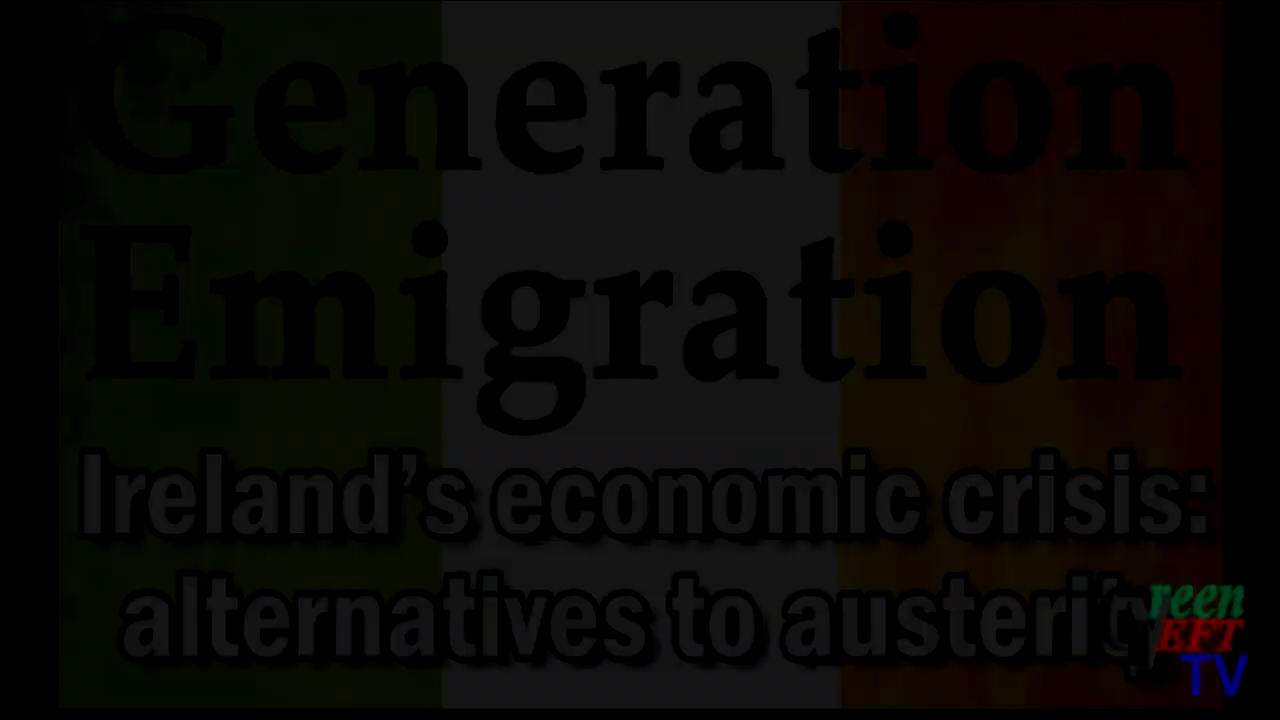 Generation
Emigration
Ireland's economic crisis:
alternatives to austerity
reen
EFT
TV